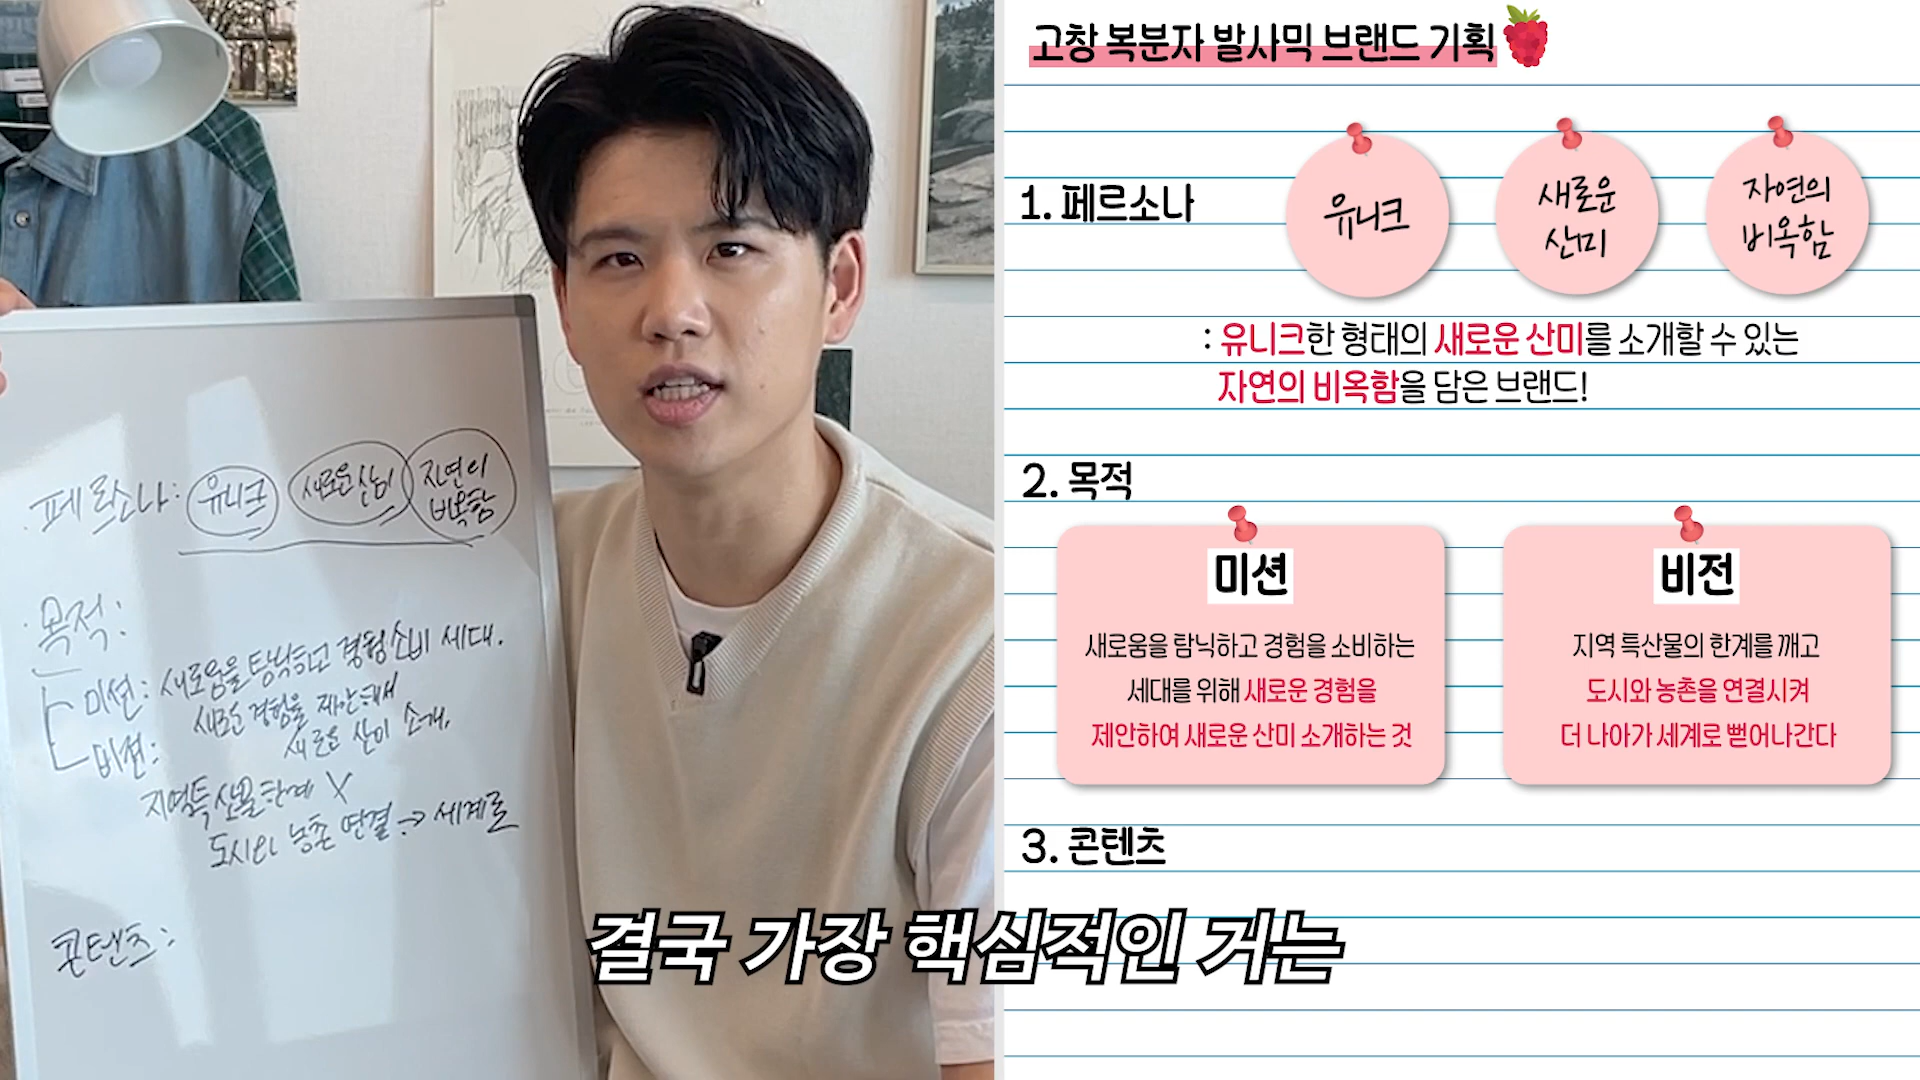 고창 복분자 발사믹 브랜드 기획
1. 페르소나
유니크
새로운
산미
자연의
비옥함
: 유니크한 형태의 새로운 산미를 소개할 수 있는
자연의 비옥함을 담은 브랜드!
2. 목적
미션
새로움을 탐닉하고 경험을 소비하는
세대를 위해 새로운 경험을
제안하여 새로운 산미 소개하는 것
비전
지역 특산물의 한계를 깨고
도시와 농촌을 연결시켜
더 나아가 세계로 뻗어나간다
3. 콘텐츠
· 페르소나: 유니크 새로운 산미 자연의
비옥함
· 목적:
미션: 새로움을 탐닉하고 경험 소비 세대.
새로운 경험을 제안해서
새로운 산미 소개.
비전:
지역특산물 한계 X
도시와 농촌 연결 → 세계로
콘텐츠:
결국 가장 핵심적인 거는